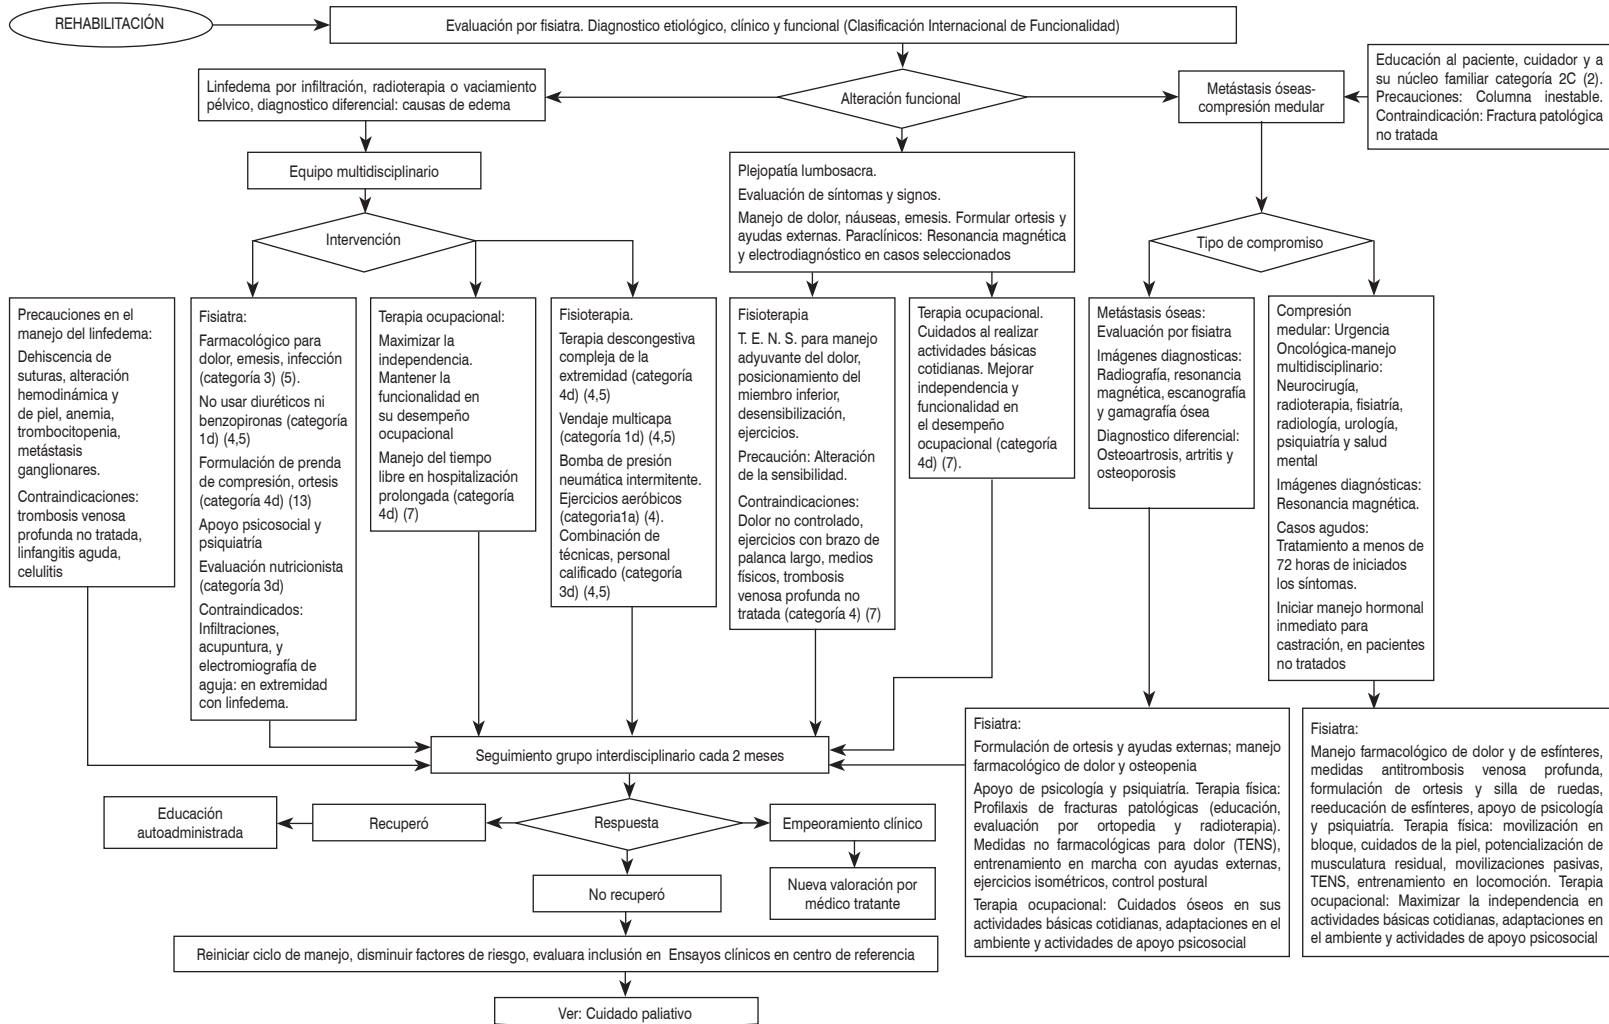 REHABILITACIÓN
Evaluación por fisiatra. Diagnostico etiológico, clínico y funcional (Clasificación Internacional de Funcionalidad)
Linfedema por infiltración, radioterapia o vaciamiento
pélvico, diagnostico diferencial: causas de edema
Alteración funcional
Metástasis óseas-
compresión medular
Educación al paciente, cuidador y a
su núcleo familiar categoría 2C (2).
Precauciones: Columna inestable.
Contraindicación: Fractura patológica
no tratada
Equipo multidisciplinario
Plejopatía lumbosacra.
Evaluación de síntomas y signos.
Manejo de dolor, náuseas, emesis. Formular ortesis y
ayudas externas. Paraclínicos: Resonancia magnética
y electrodiagnóstico en casos seleccionados
Intervención
Tipo de compromiso
Precauciones en el
manejo del linfedema:
Dehiscencia de
suturas, alteración
hemodinámica y
de piel, anemia,
trombocitopenia,
metástasis
ganglionares.
Contraindicaciones:
trombosis venosa
profunda no tratada,
linfangitis aguda,
celulitis
Fisiatra:
Farmacológico para
dolor, emesis, infección
(categoría 3) (5).
No usar diuréticos ni
benzopironas (categoría
1d) (4,5)
Formulación de prenda
de compresión, ortesis
(categoría 4d) (13)
Apoyo psicosocial y
psiquiatría
Evaluación nutricionista
(categoría 3d)
Contraindicados:
Infiltraciones,
acupuntura, y
electromiografía de
aguja: en extremidad
con linfedema.
Terapia ocupacional:
Maximizar la
independencia.
Mantener la
funcionalidad en
su desempeño
ocupacional
Manejo del tiempo
libre en hospitalización
prolongada (categoría
4d) (7)
Fisioterapia.
Terapia descongestiva
compleja de la
extremidad (categoría
4d) (4,5)
Vendaje multicapa
(categoría 1d) (4,5)
Bomba de presión
neumática intermitente.
Ejercicios aeróbicos
(categoria1a) (4).
Combinación de
técnicas, personal
calificado (categoría
3d) (4,5)
Fisioterapia
T. E. N. S. para manejo
adyuvante del dolor,
posicionamiento del
miembro inferior,
desensibilización,
ejercicios.
Precaución: Alteración
de la sensibilidad.
Contraindicaciones:
Dolor no controlado,
ejercicios con brazo de
palanca largo, medios
físicos, trombosis
venosa profunda no
tratada (categoría 4) (7)
Terapia ocupacional.
Cuidados al realizar
actividades básicas
cotidianas. Mejorar
independencia y
funcionalidad en
el desempeño
ocupacional (categoría
4d) (7).
Metástasis óseas:
Evaluación por fisiatra
Imágenes diagnosticas:
Radiografía, resonancia
magnética, escanografía
y gamagrafía ósea
Diagnostico diferencial:
Osteoartrosis, artritis y
osteoporosis
Compresión
medular: Urgencia
Oncológica-manejo
multidisciplinario:
Neurocirugía,
radioterapia, fisiatría,
radiología, urología,
psiquiatría y salud
mental
Imágenes diagnósticas:
Resonancia magnética.
Casos agudos:
Tratamiento a menos de
72 horas de iniciados
los síntomas.
Iniciar manejo hormonal
inmediato para
castración, en pacientes
no tratados
Seguimiento grupo interdisciplinario cada 2 meses
Fisiatra:
Formulación de ortesis y ayudas externas; manejo
farmacológico de dolor y osteopenia
Apoyo de psicología y psiquiatría. Terapia física:
Profilaxis de fracturas patológicas (educación,
evaluación por ortopedia y radioterapia).
Medidas no farmacológicas para dolor (TENS),
entrenamiento en marcha con ayudas externas,
ejercicios isométricos, control postural
Terapia ocupacional: Cuidados óseos en sus
actividades básicas cotidianas, adaptaciones en el
ambiente y actividades de apoyo psicosocial
Fisiatra:
Manejo farmacológico de dolor y de esfínteres,
medidas antitrombosis venosa profunda,
formulación de ortesis y silla de ruedas,
reeducación de esfínteres, apoyo de psicología
y psiquiatría. Terapia física: movilización en
bloque, cuidados de la piel, potencialización de
musculatura residual, movilizaciones pasivas,
TENS, entrenamiento en locomoción. Terapia
ocupacional: Maximizar la independencia en
actividades básicas cotidianas, adaptaciones en
el ambiente y actividades de apoyo psicosocial
Educación
autoadministrada
Recuperó
Respuesta
Empeoramiento clínico
No recuperó
Nueva valoración por
médico tratante
Reiniciar ciclo de manejo, disminuir factores de riesgo, evaluara inclusión en Ensayos clínicos en centro de referencia
Ver: Cuidado paliativo